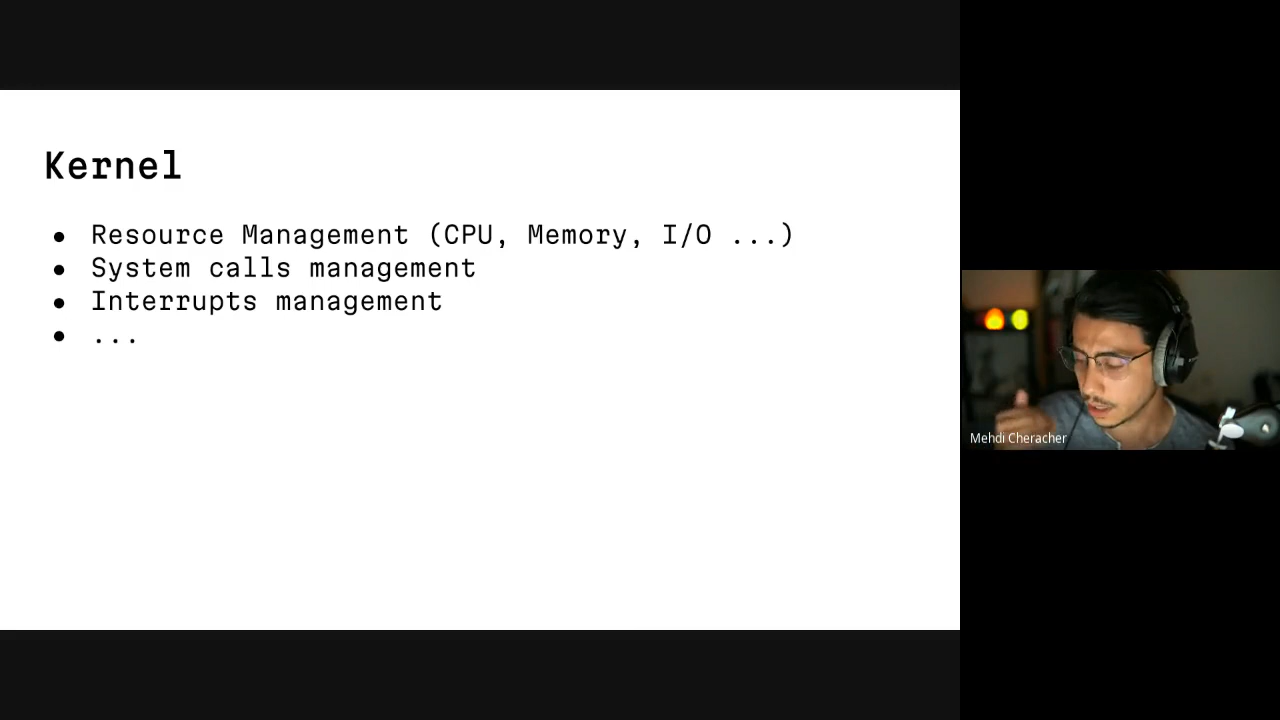 Kernel
● Resource Management (CPU, Memory, I/O ...)
● System calls management
● Interrupts management
● ...
Mehdi Cheracher